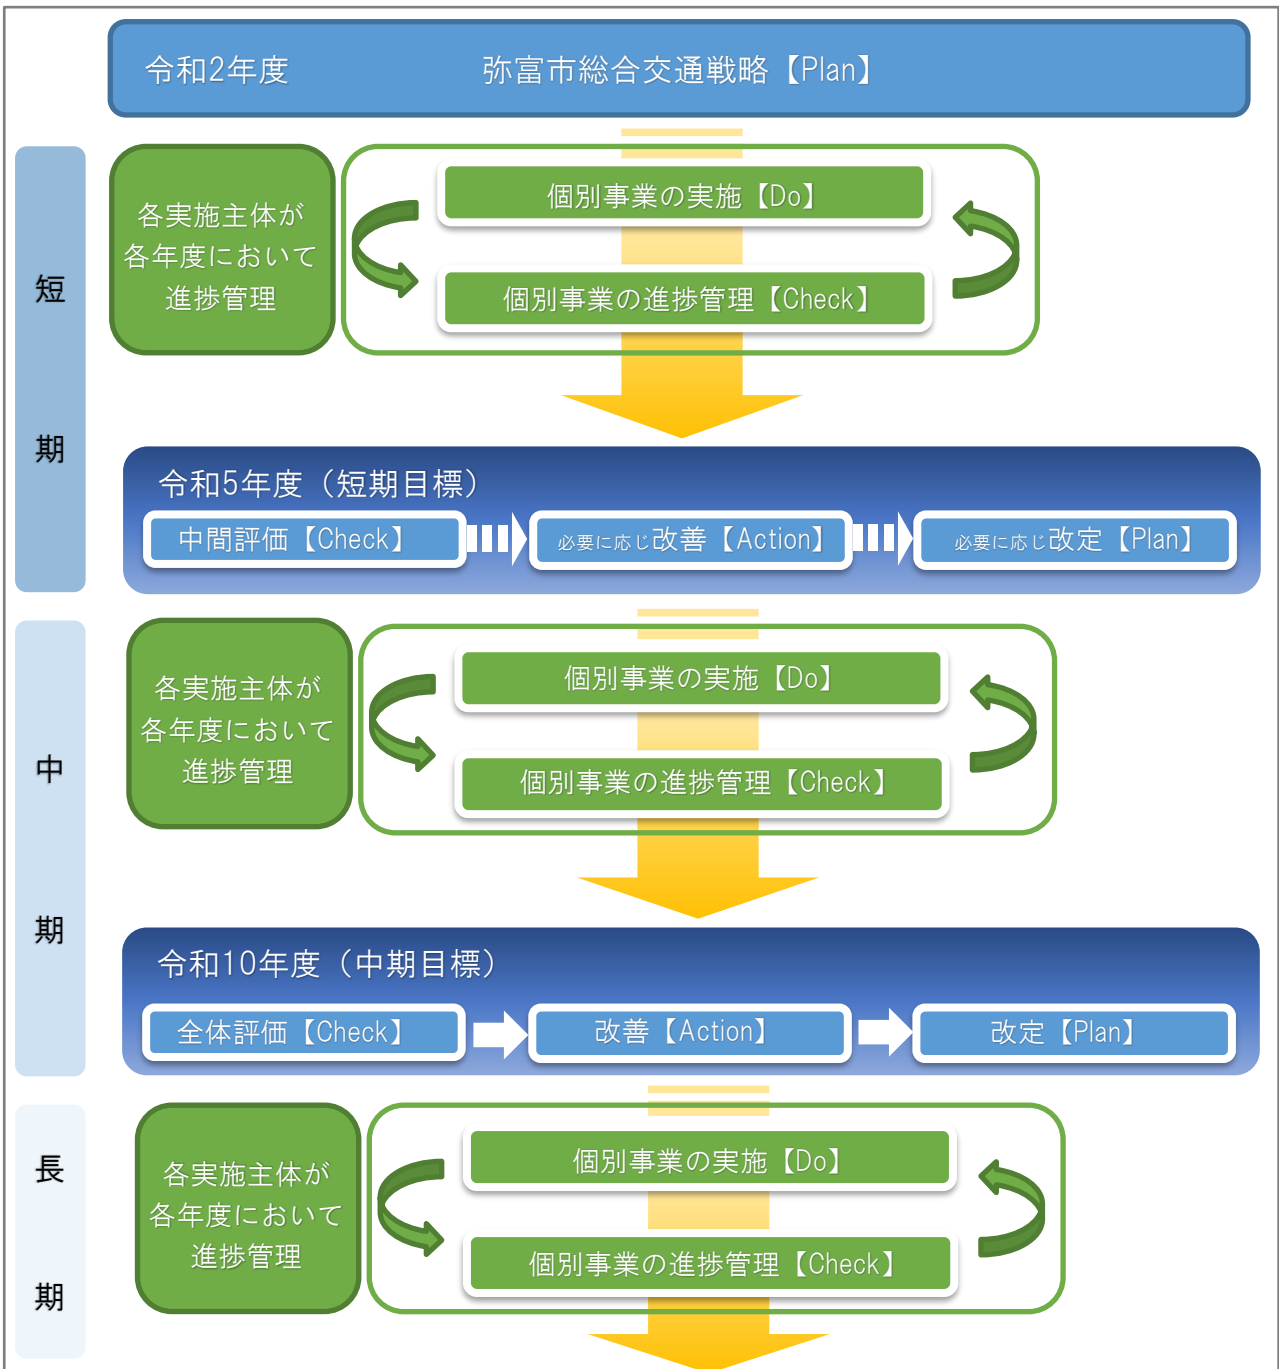 令和2年度 弥富市総合交通戦略【Plan】
短
期
各実施主体が
各年度において
進捗管理
個別事業の実施【Do】
個別事業の進捗管理【Check】
令和5年度（短期目標）
中間評価【Check】
必要に応じ改善【Action】
必要に応じ改定【Plan】
中
期
各実施主体が
各年度において
進捗管理
個別事業の実施【Do】
個別事業の進捗管理【Check】
令和10年度（中期目標）
全体評価【Check】
改善【Action】
改定【Plan】
長
期
各実施主体が
各年度において
進捗管理
個別事業の実施【Do】
個別事業の進捗管理【Check】